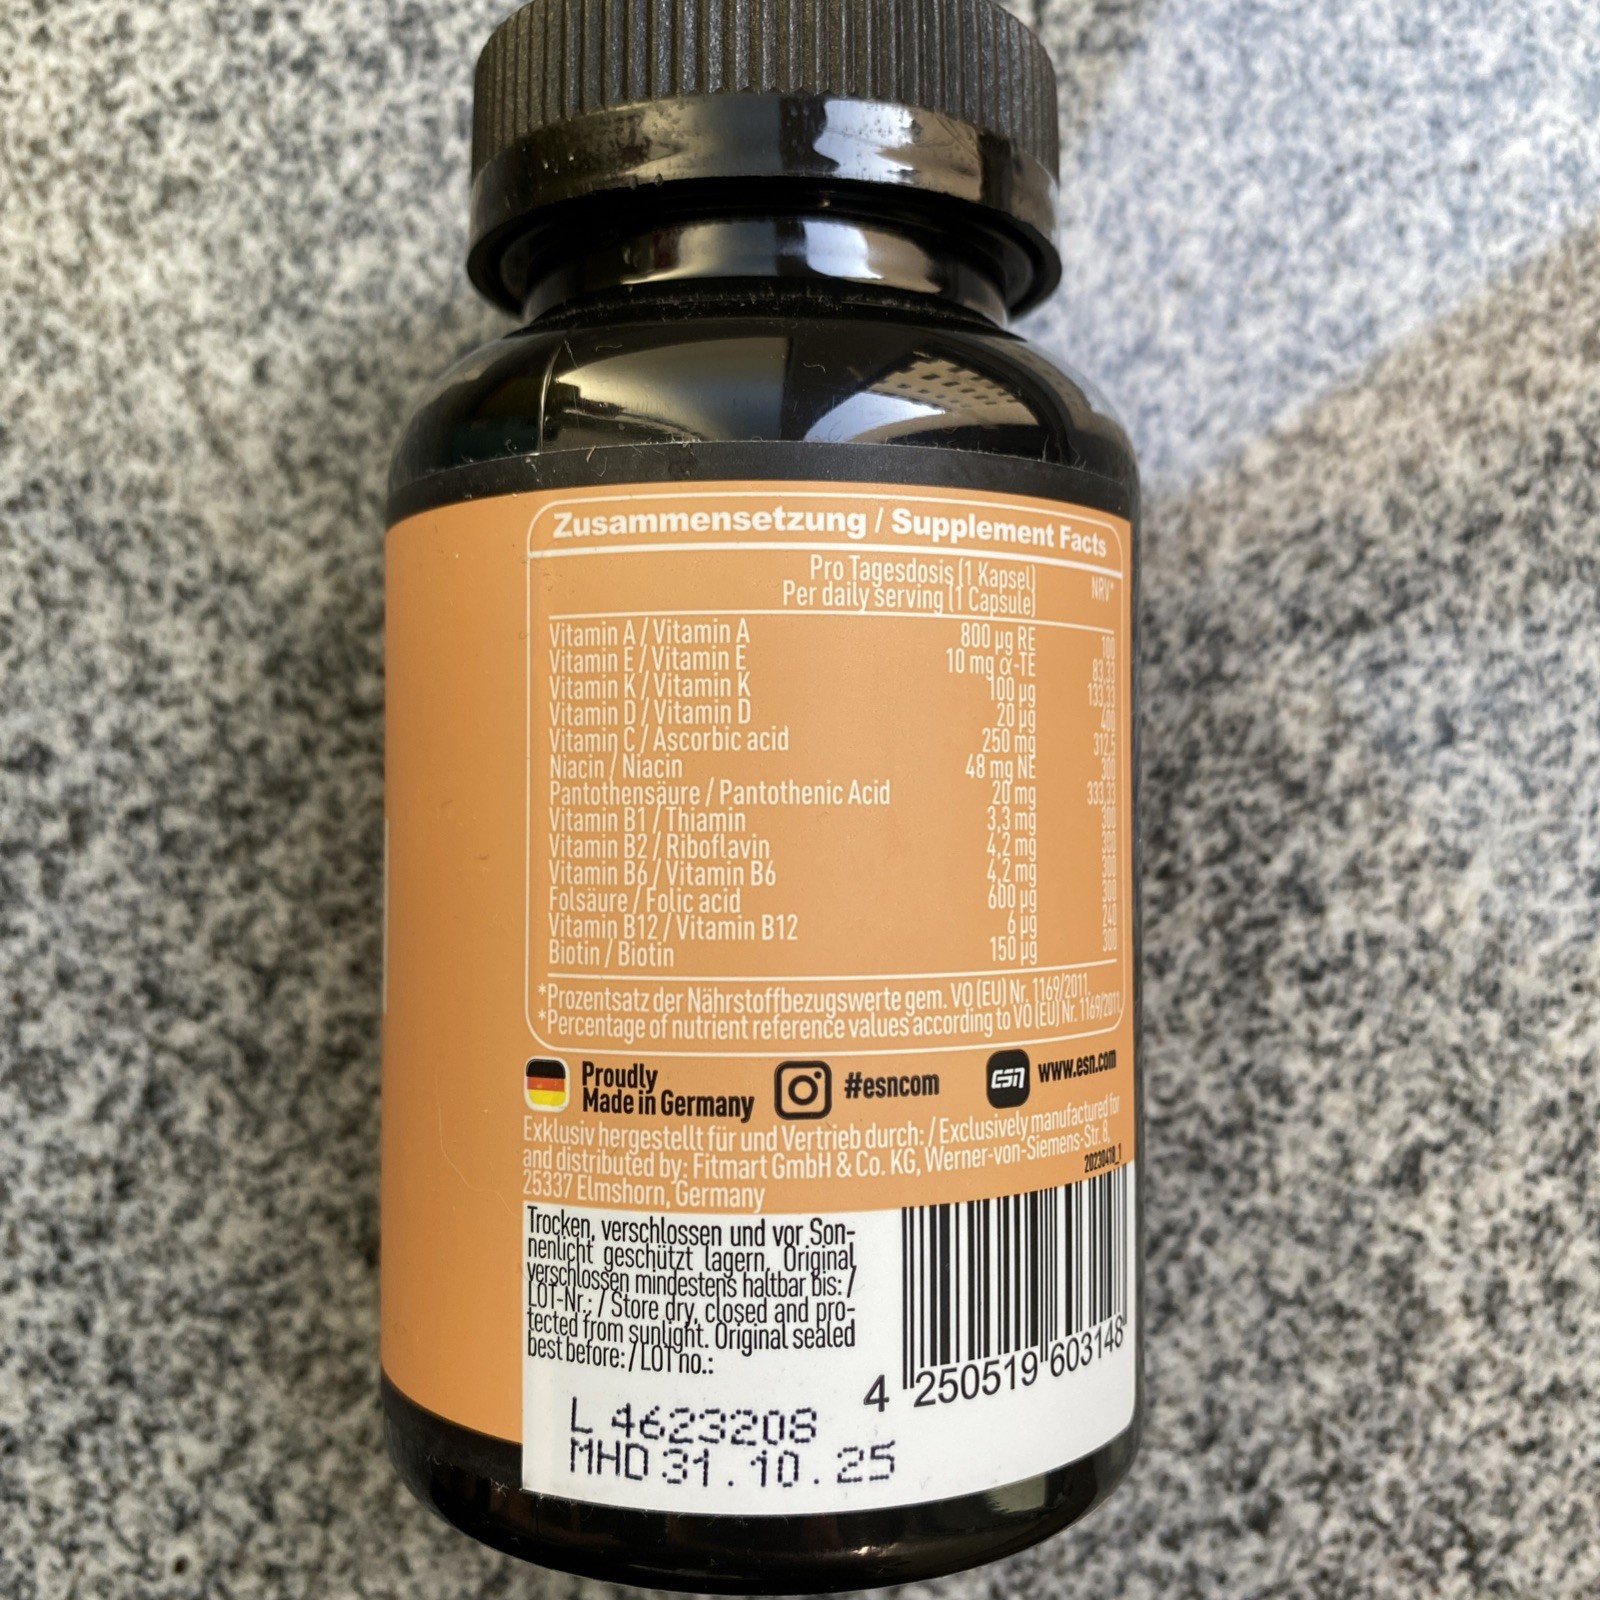 Zusammensetzung / Supplement Facts
Pro Tagesdosis (1 Kapsel)
Per daily serving (1 Capsule)
NRV*
Vitamin A / Vitamin A 800 µg RE 100
Vitamin E / Vitamin E 10 mg α-TE 83,33
Vitamin K / Vitamin K 100 µg 133,33
Vitamin D / Vitamin D 20 µg 400
Vitamin C / Ascorbic acid 250 mg 312,5
Niacin / Niacin 48 mg NE 300
Pantothensäure / Pantothenic Acid 20 mg 333,33
Vitamin B1 / Thiamin 3,3 mg 300
Vitamin B2 / Riboflavin 4,2 mg 300
Vitamin B6 / Vitamin B6 4,2 mg 300
Folsäure / Folic acid 600 µg 300
Vitamin B12 / Vitamin B12 6 µg 240
Biotin / Biotin 150 µg 300
*Prozentsatz der Nährstoffbezugswerte gem. VO (EU) Nr. 1169/2011.
*Percentage of nutrient reference values according to VO (EU) Nr. 1169/2011.
Proudly
Made in Germany
#esncom
esn
www.esn.com
Exklusiv hergestellt für und Vertrieb durch: / Exclusively manufactured for
and distributed by: Fitmart GmbH & Co. KG, Werner-von-Siemens-Str. 8,
25337 Elmshorn, Germany
20230418_1
Trocken, verschlossen und vor Son-
nenlicht geschützt lagern. Original
verschlossen mindestens haltbar bis: /
LOT-Nr.: / Store dry, closed and pro-
tected from sunlight. Original sealed
best before: / LOT no.:
4 250519 603148
L 4623208
MHD 31.10.25